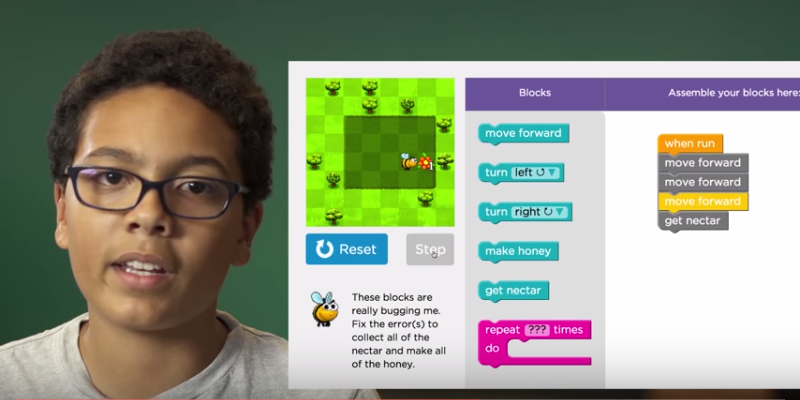 Blocks
Assemble your blocks here:
move forward
turn left ↻ ▼
turn right ↻ ▼
make honey
get nectar
repeat ??? times
do
when run
move forward
move forward
move forward
get nectar
1
Reset
Step
These blocks are
really bugging me.
Fix the error(s) to
collect all of the
nectar and make all
of the honey.